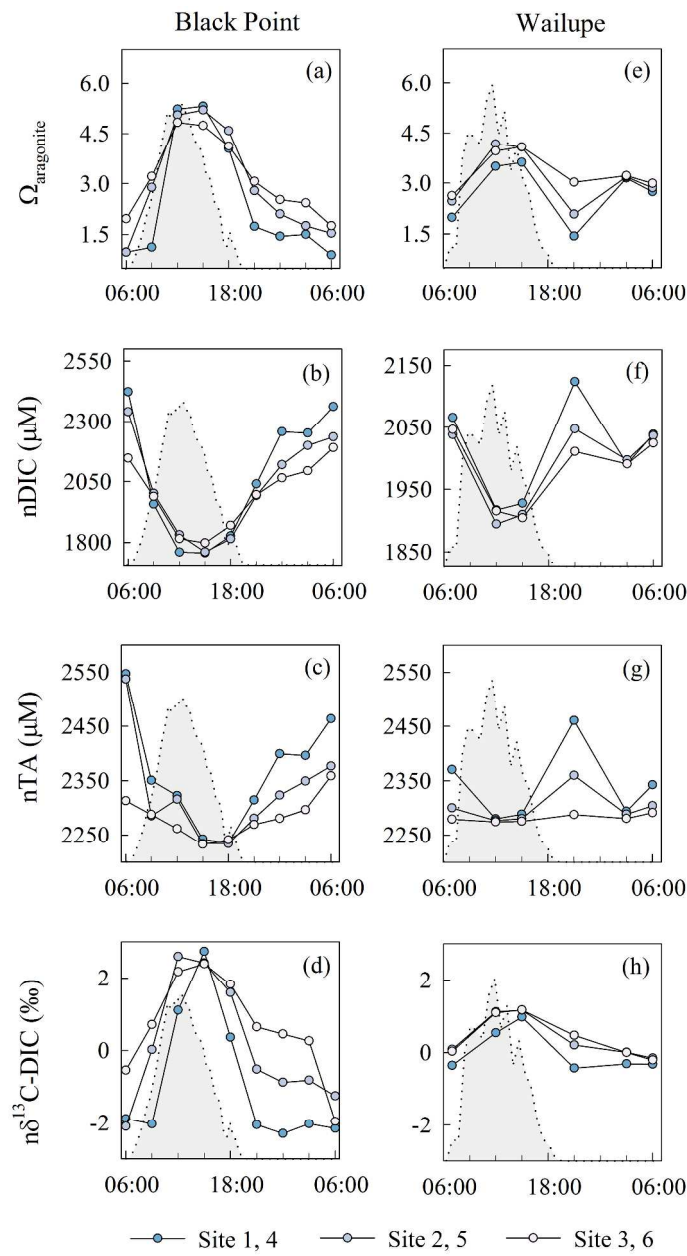 Black Point Wailupe
(a) (e)
Ωaragonite
6.0 6
4.5 4.5
3.0 3.0
1.5 1.5
06:00 18:00 06:00 06:00 18:00 06:00
(b) (f)
nDIC (μM)
2550 2150
2300 2050
2050 1950
1800 1850
06:00 18:00 06:00 06:00 18:00 06:00
(c) (g)
nTA (μM)
2550 2550
2450 2450
2350 2350
2250 2250
06:00 18:00 06:00 06:00 18:00 06:00
(d) (h)
nδ¹³C-DIC (‰)
2 2
0 0
-2 -2
06:00 18:00 06:00 06:00 18:00 06:00
Site 1, 4 Site 2, 5 Site 3, 6